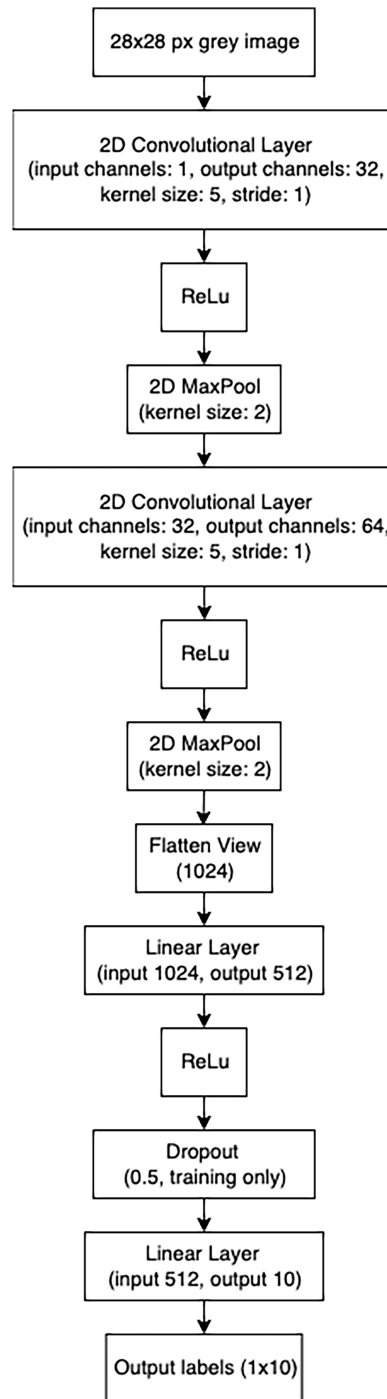 28x28 px grey image
2D Convolutional Layer
(input channels: 1, output channels: 32,
kernel size: 5, stride: 1)
ReLu
2D MaxPool
(kernel size: 2)
2D Convolutional Layer
(input channels: 32, output channels: 64,
kernel size: 5, stride: 1)
ReLu
2D MaxPool
(kernel size: 2)
Flatten View
(1024)
Linear Layer
(input 1024, output 512)
ReLu
Dropout
(0.5, training only)
Linear Layer
(input 512, output 10)
Output labels (1x10)